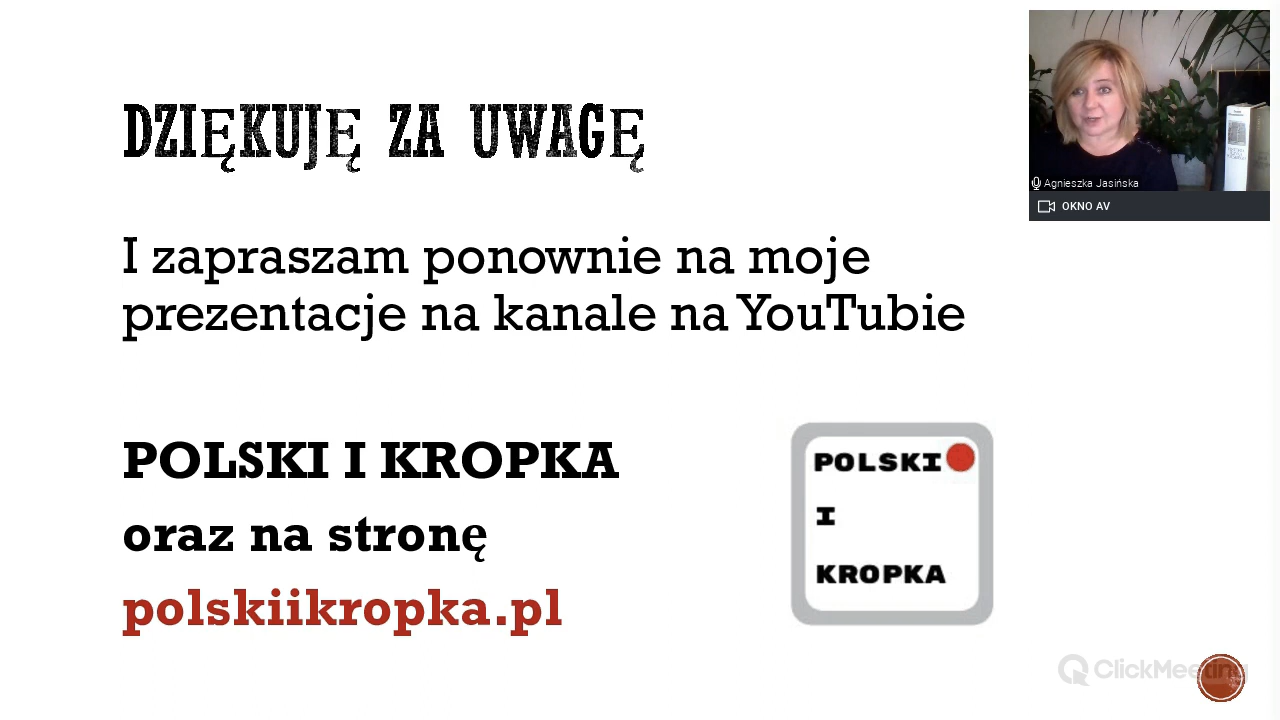 DZIĘKUJĘ ZA UWAGĘ
I zapraszam ponownie na moje
prezentacje na kanale na YouTubie
POLSKI I KROPKA
oraz na stronę
polskiikropka.pl
POLSKI
I
KROPKA
Agnieszka Jasińska
OKNO AV
ClickMeeting